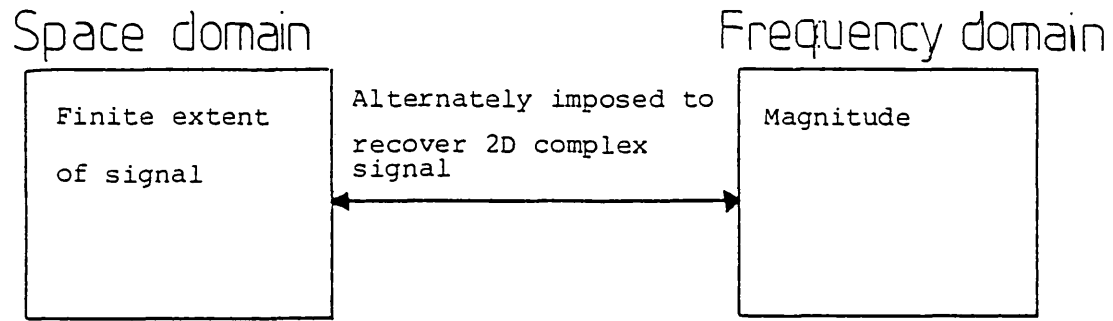 Space domain
Frequency domain
Finite extent
of signal
Alternately imposed to
recover 2D complex
signal
Magnitude